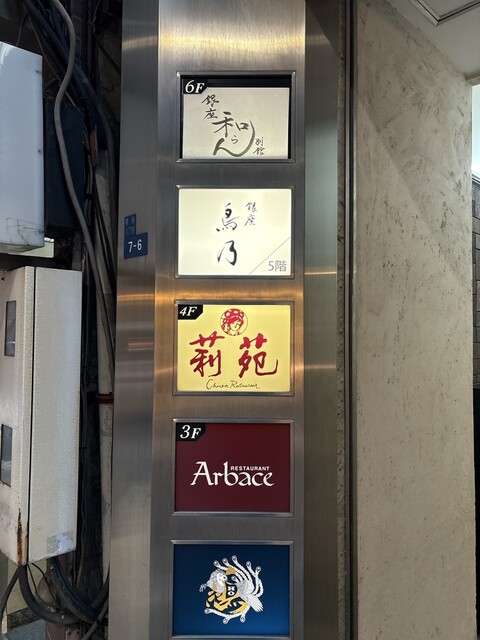 6F
銀座
和らん
別館
銀座
鳥乃
5階
7-6
4F
莉苑
Chinese Restaurant
3F
RESTAURANT
Arbace